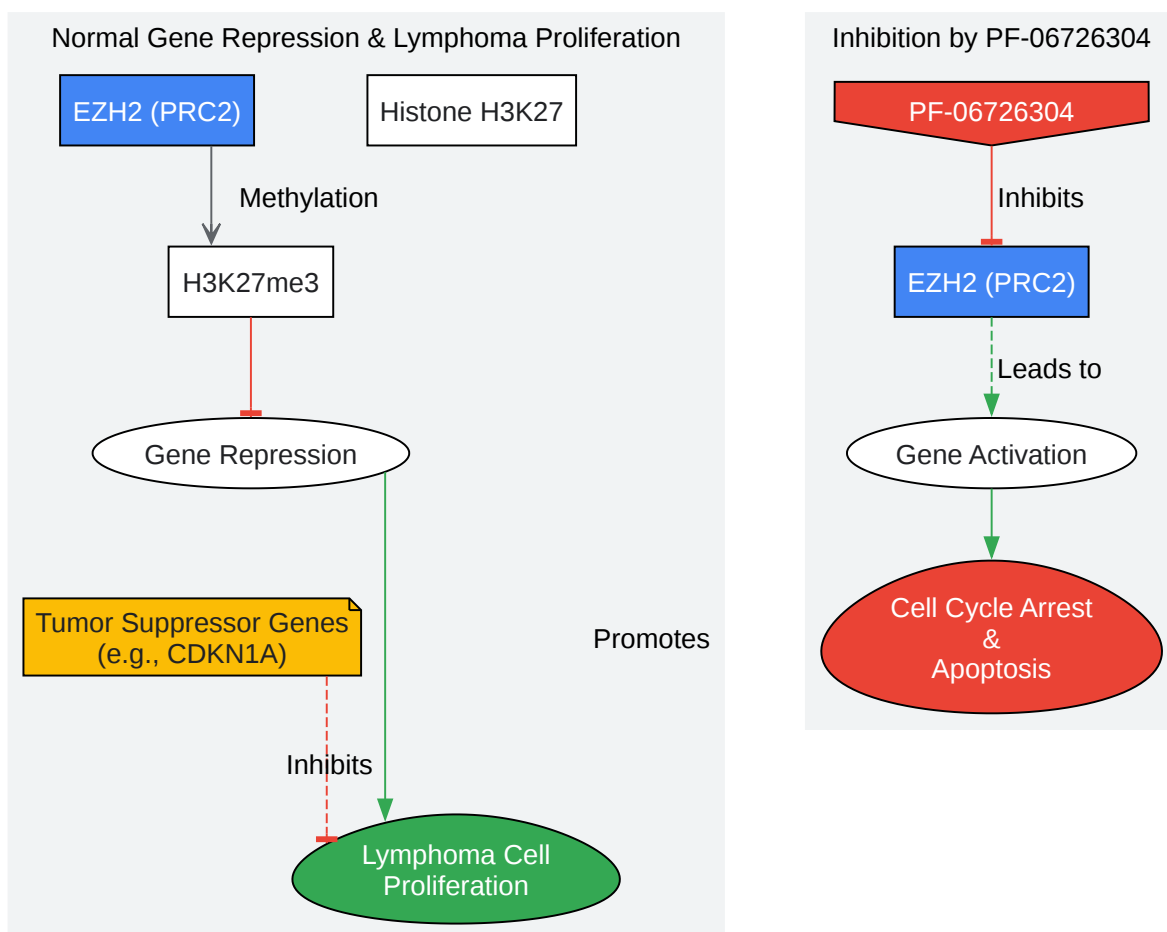 Normal Gene Repression & Lymphoma Proliferation
EZH2 (PRC2)
Histone H3K27
Methylation
H3K27me3
Gene Repression
Tumor Suppressor Genes
(e.g., CDKN1A)
Promotes
Inhibits
Lymphoma Cell
Proliferation
Inhibition by PF-06726304
PF-06726304
Inhibits
EZH2 (PRC2)
Leads to
Gene Activation
Cell Cycle Arrest
&
Apoptosis